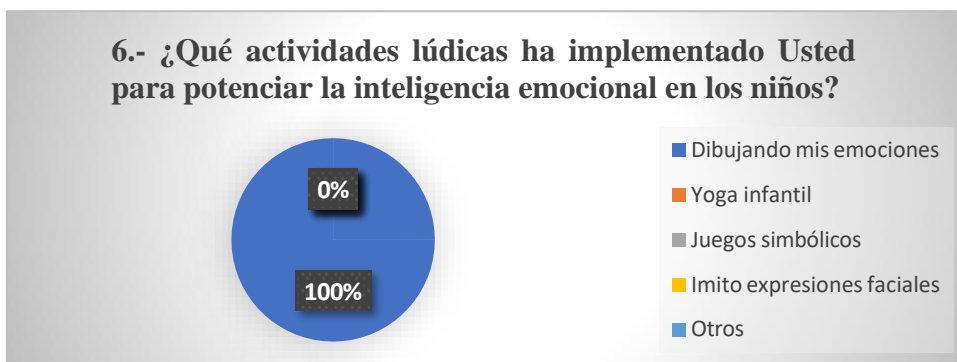 6.- ¿Qué actividades lúdicas ha implementado Usted
para potenciar la inteligencia emocional en los niños?
0%
100%
Dibujando mis emociones
Yoga infantil
Juegos simbólicos
Imito expresiones faciales
Otros